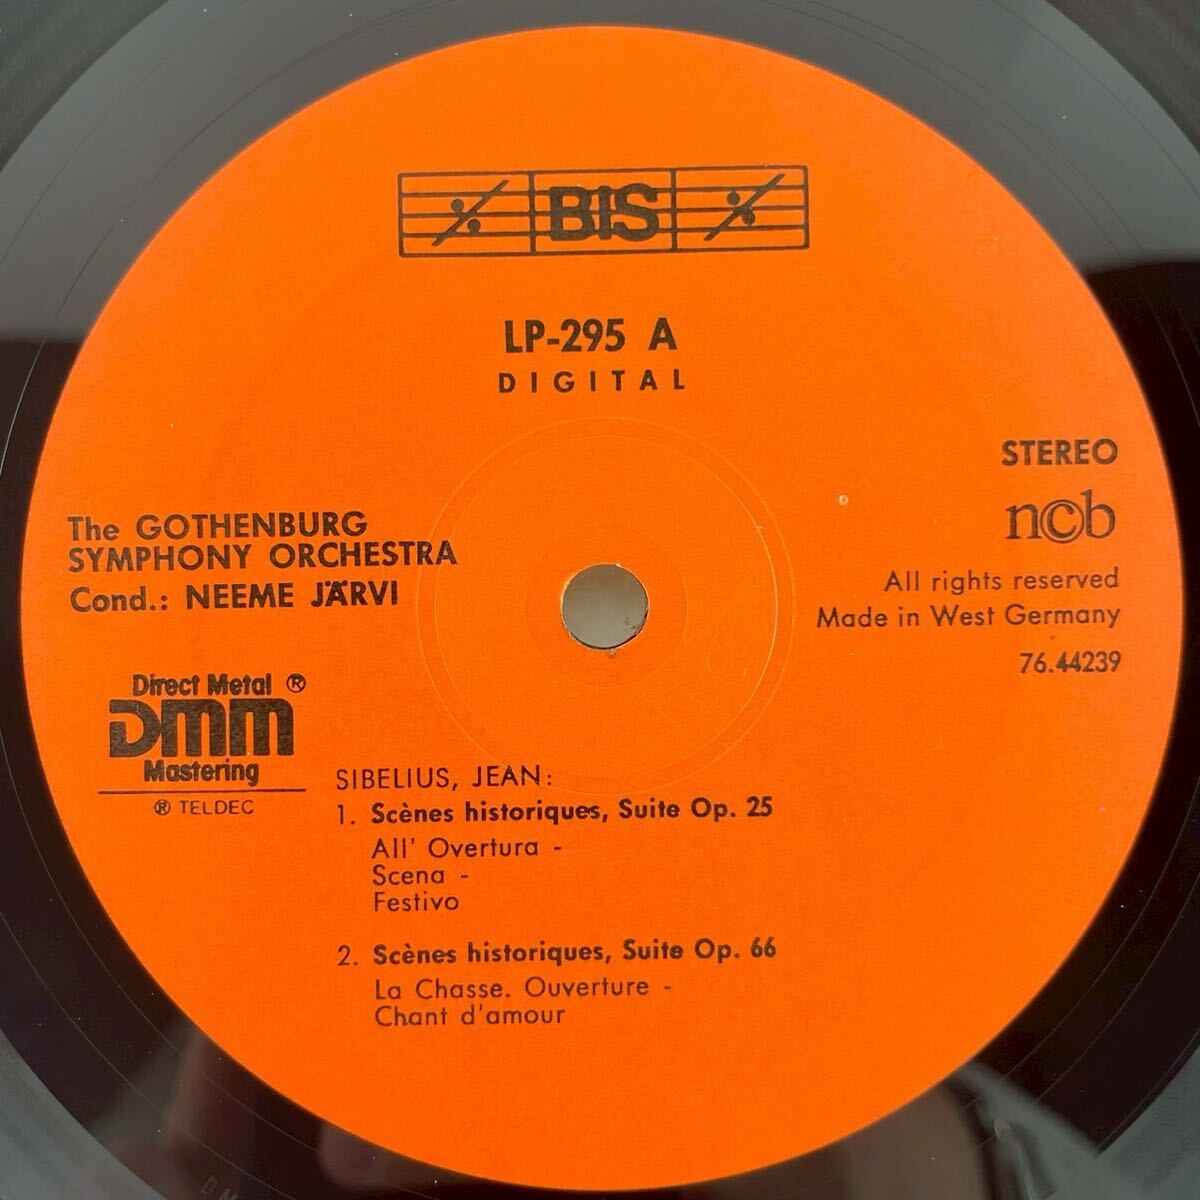 BIS
LP-295 A
DIGITAL
STEREO
n©b
All rights reserved
Made in West Germany
76.44239
The GOTHENBURG
SYMPHONY ORCHESTRA
Cond.: NEEME JÄRVI
Direct Metal ®
DMM
Mastering
® TELDEC
SIBELIUS, JEAN:
1. Scènes historiques, Suite Op. 25
All' Overtura -
Scena -
Festivo
2. Scènes historiques, Suite Op. 66
La Chasse. Ouverture -
Chant d'amour